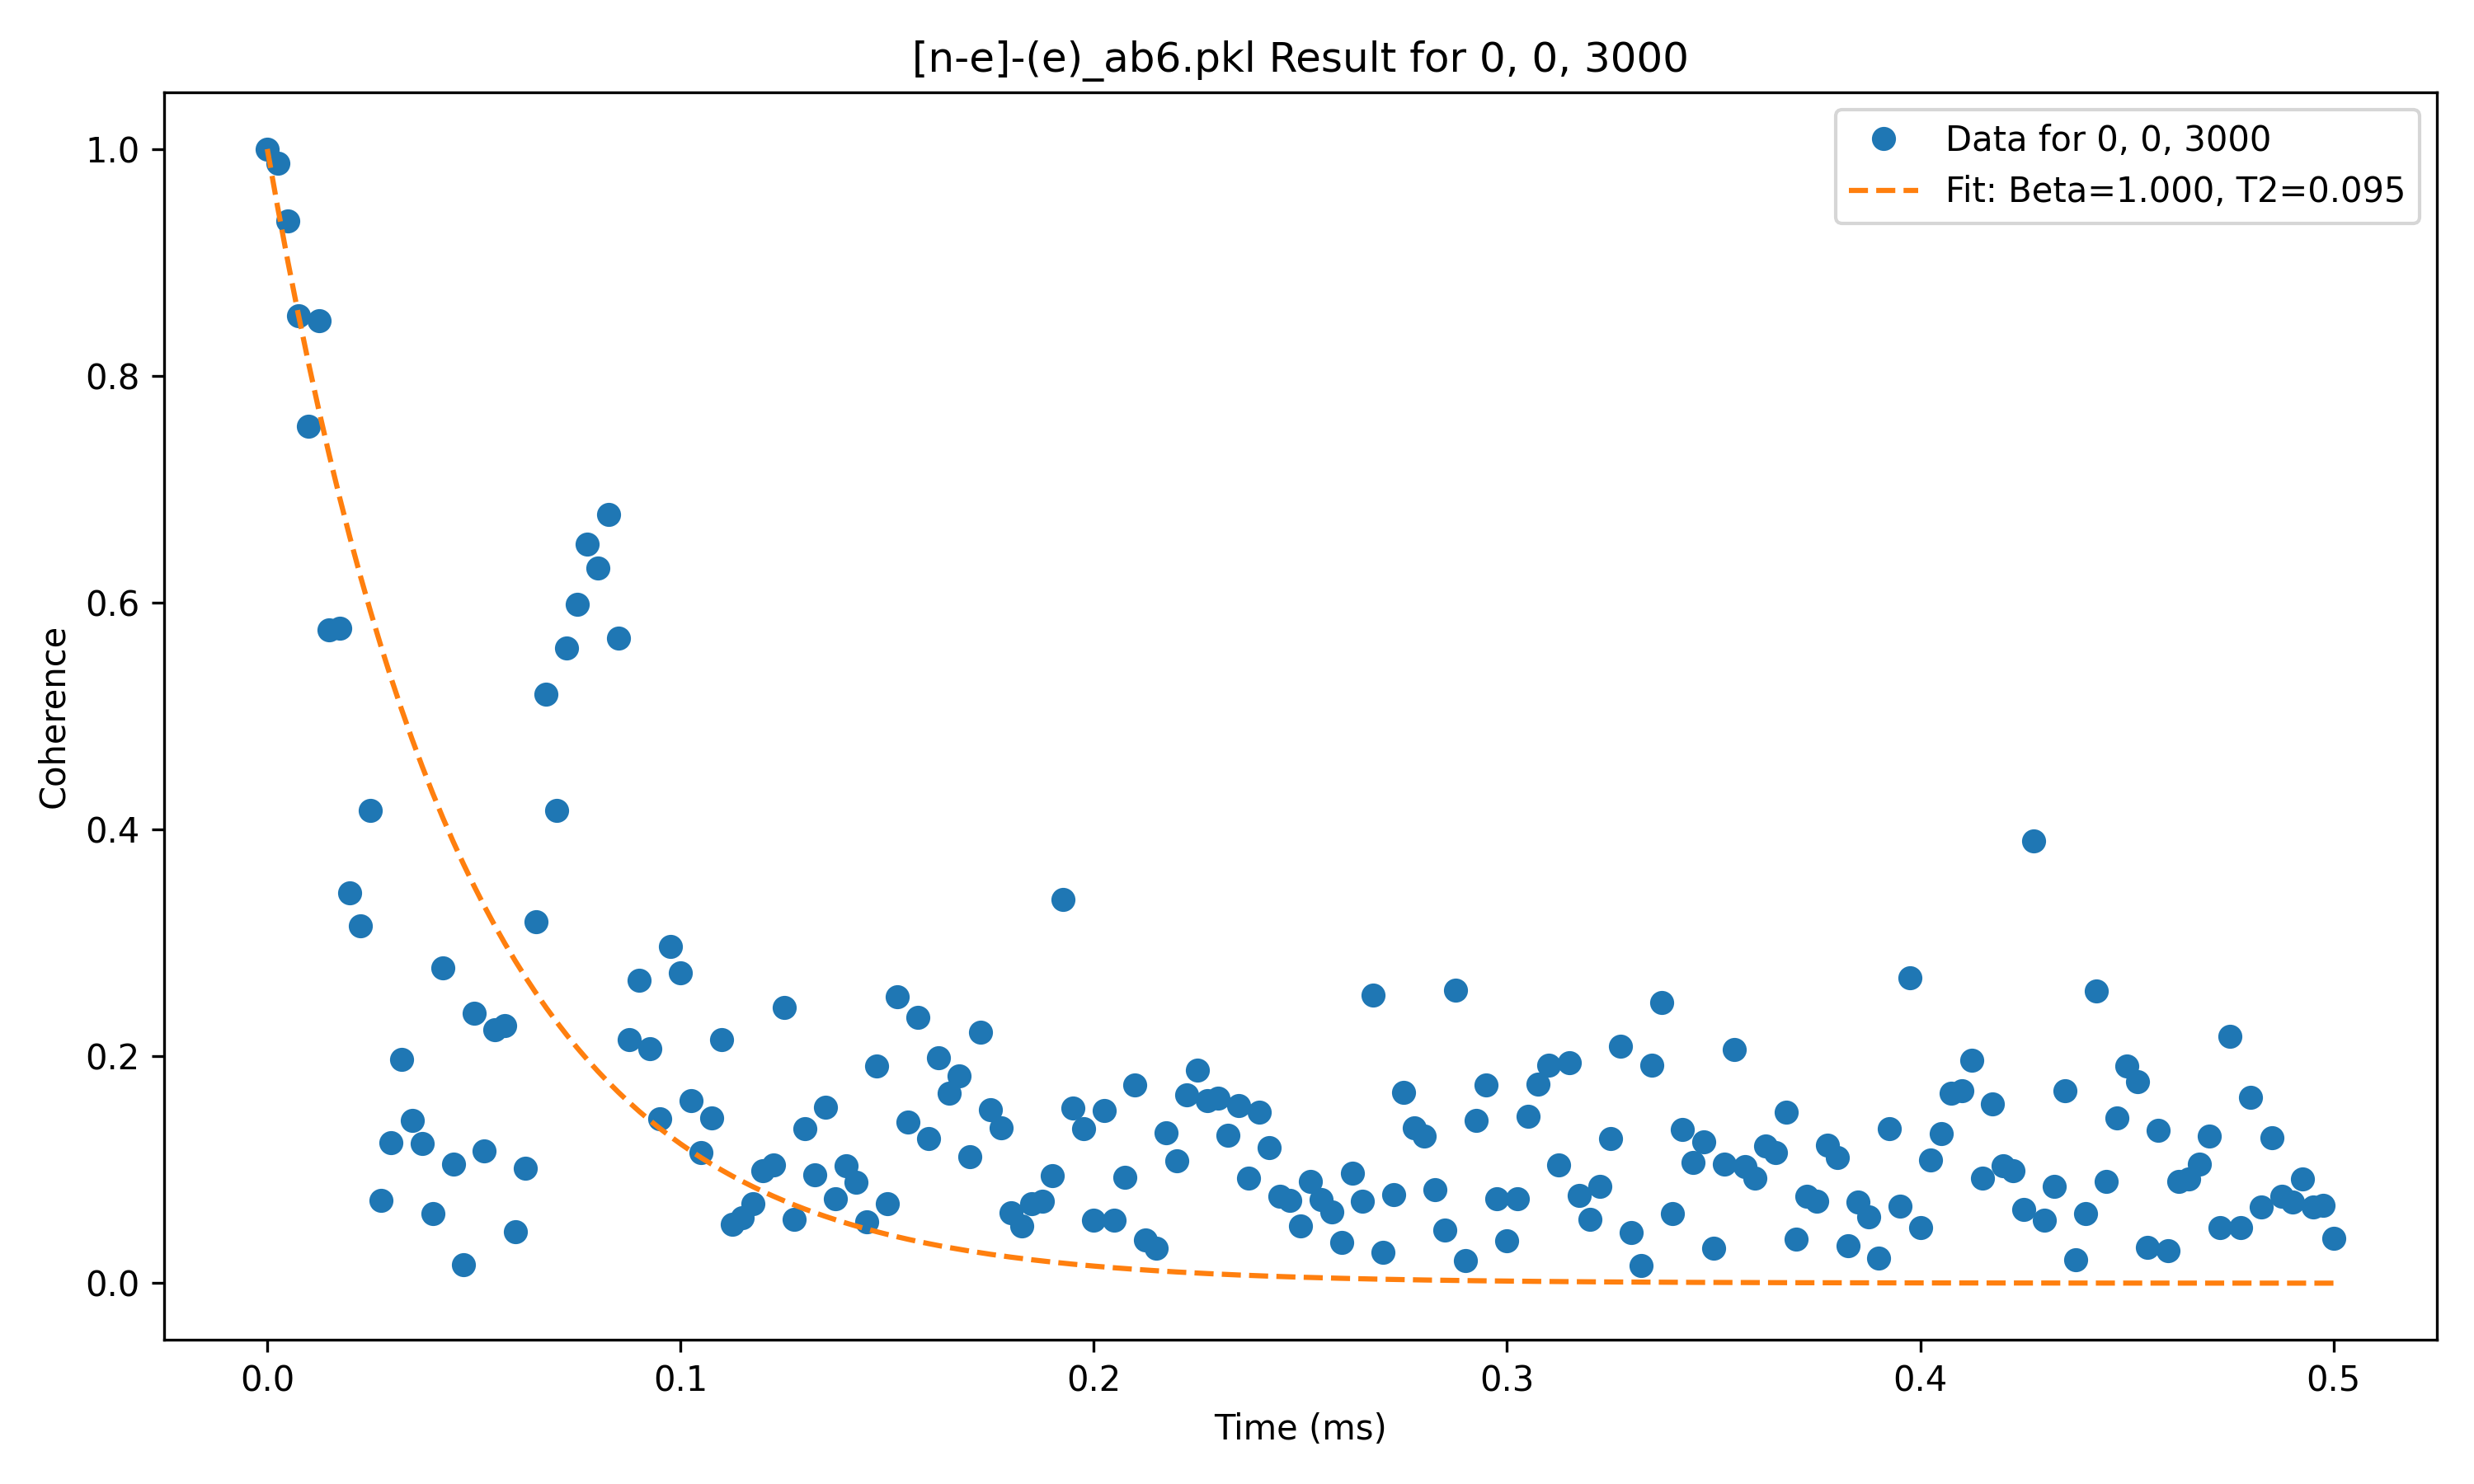 [n-e]-(e)_ab6.pkl Result for 0, 0, 3000
Data for 0, 0, 3000
Fit: Beta=1.000, T2=0.095
Coherence
1.0
0.8
0.6
0.4
0.2
0.0
0.0 0.1 0.2 0.3 0.4 0.5
Time (ms)